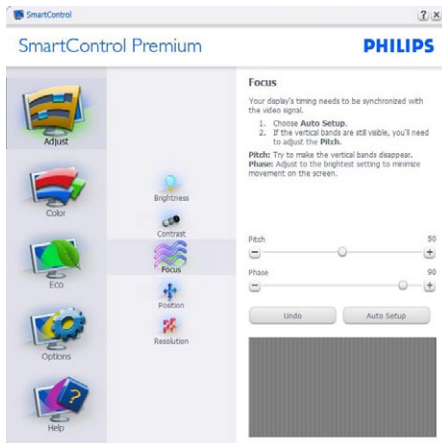 SmartControl
? x
SmartControl Premium
PHILIPS
Adjust
Color
Eco
Options
Help
Brightness
Contrast
Focus
Position
Resolution
Focus
Your display's timing needs to be synchronized with
the video signal.
1. Choose Auto Setup.
2. If the vertical bands are still visible, you'll need
to adjust the Pitch.
Pitch: Try to make the vertical bands disappear.
Phase: Adjust to the brightest setting to minimize
movement on the screen.
Pitch 50
Phase 90
Undo Auto Setup